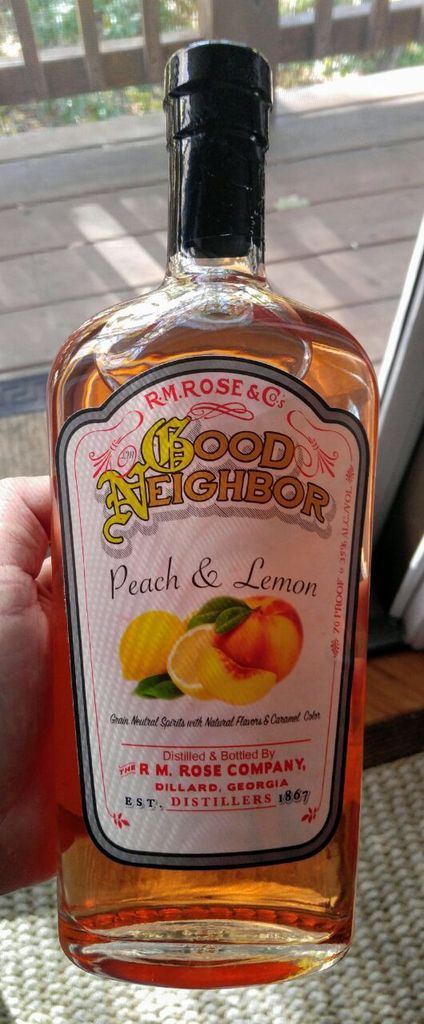 R.M. ROSE & Co's
GOOD
NEIGHBOR
Peach & Lemon
70 PROOF 35% ALC./VOL.
Grain Neutral Spirits with Natural Flavors & Caramel Color
Distilled & Bottled By
THE R M. ROSE COMPANY,
DILLARD, GEORGIA
EST. DISTILLERS 1867